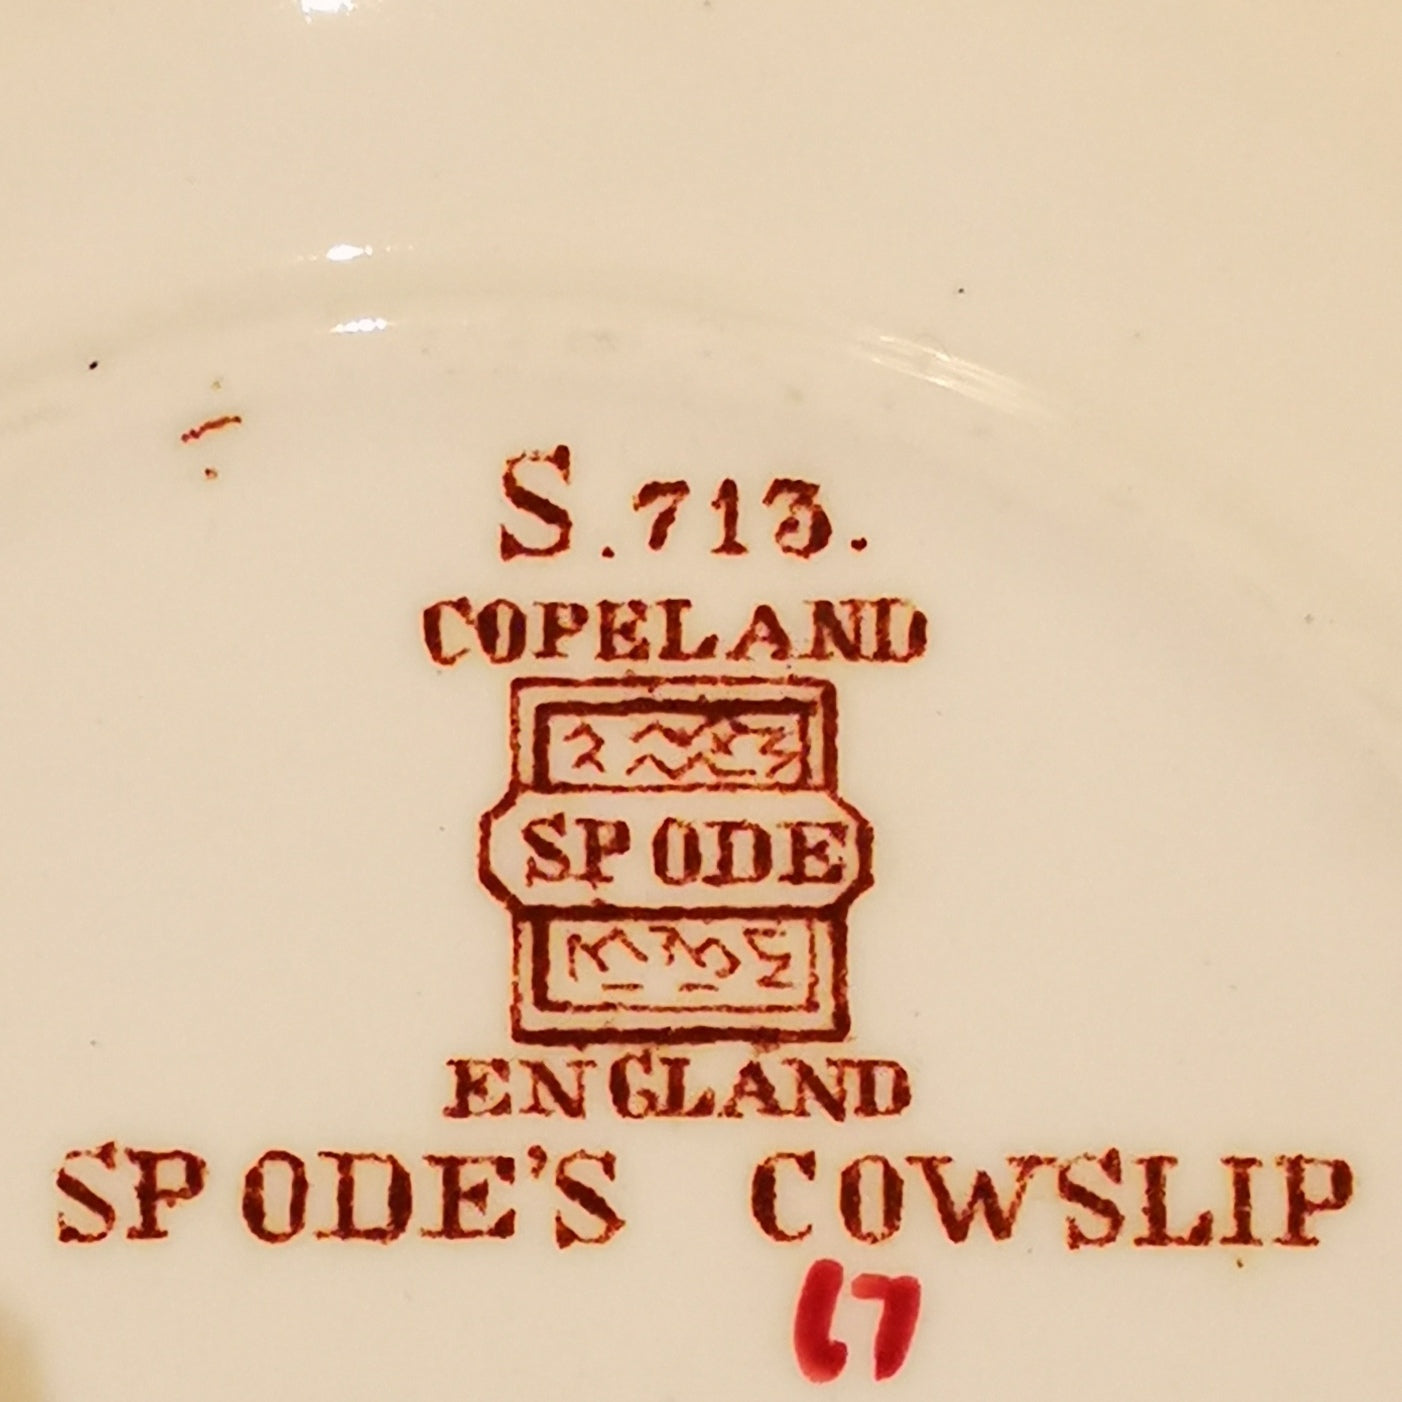 S.713.
COPELAND
SPODE
ENGLAND
SPODE'S COWSLIP
67